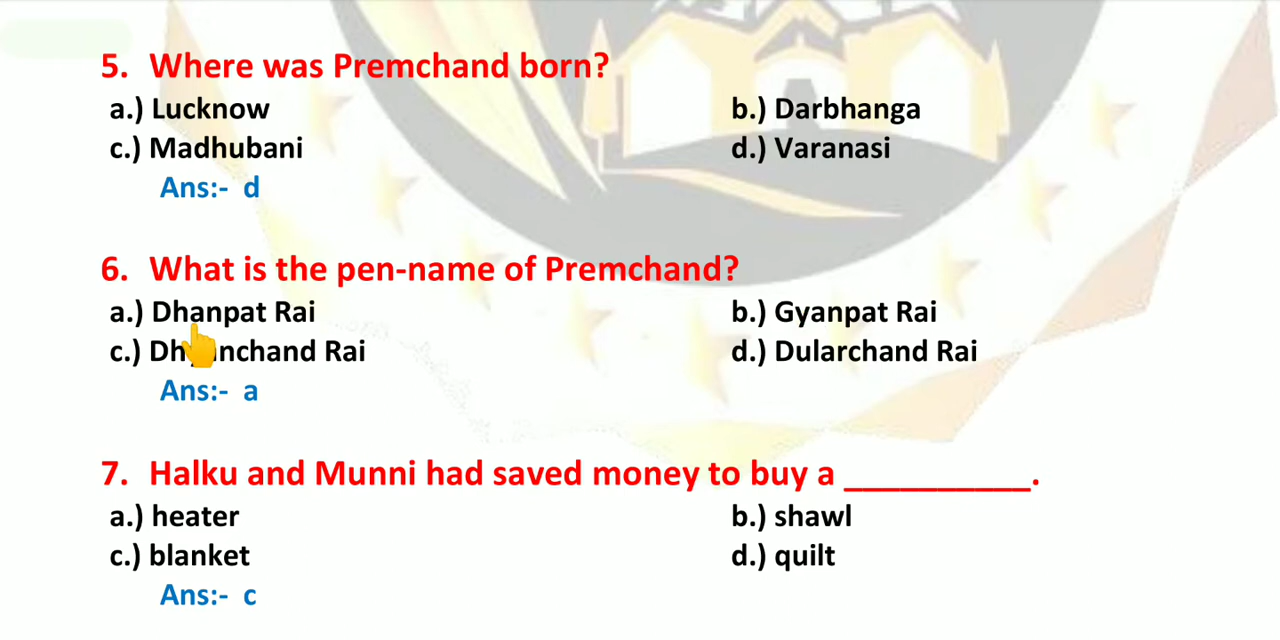 5. Where was Premchand born?
a.) Lucknow b.) Darbhanga
c.) Madhubani d.) Varanasi
Ans:- d
6. What is the pen-name of Premchand?
a.) Dhanpat Rai b.) Gyanpat Rai
c.) Rai d.) Dularchand Rai
Ans:- a
7. Halku and Munni had saved money to buy a __________.
a.) heater b.) shawl
c.) blanket d.) quilt
Ans:- c